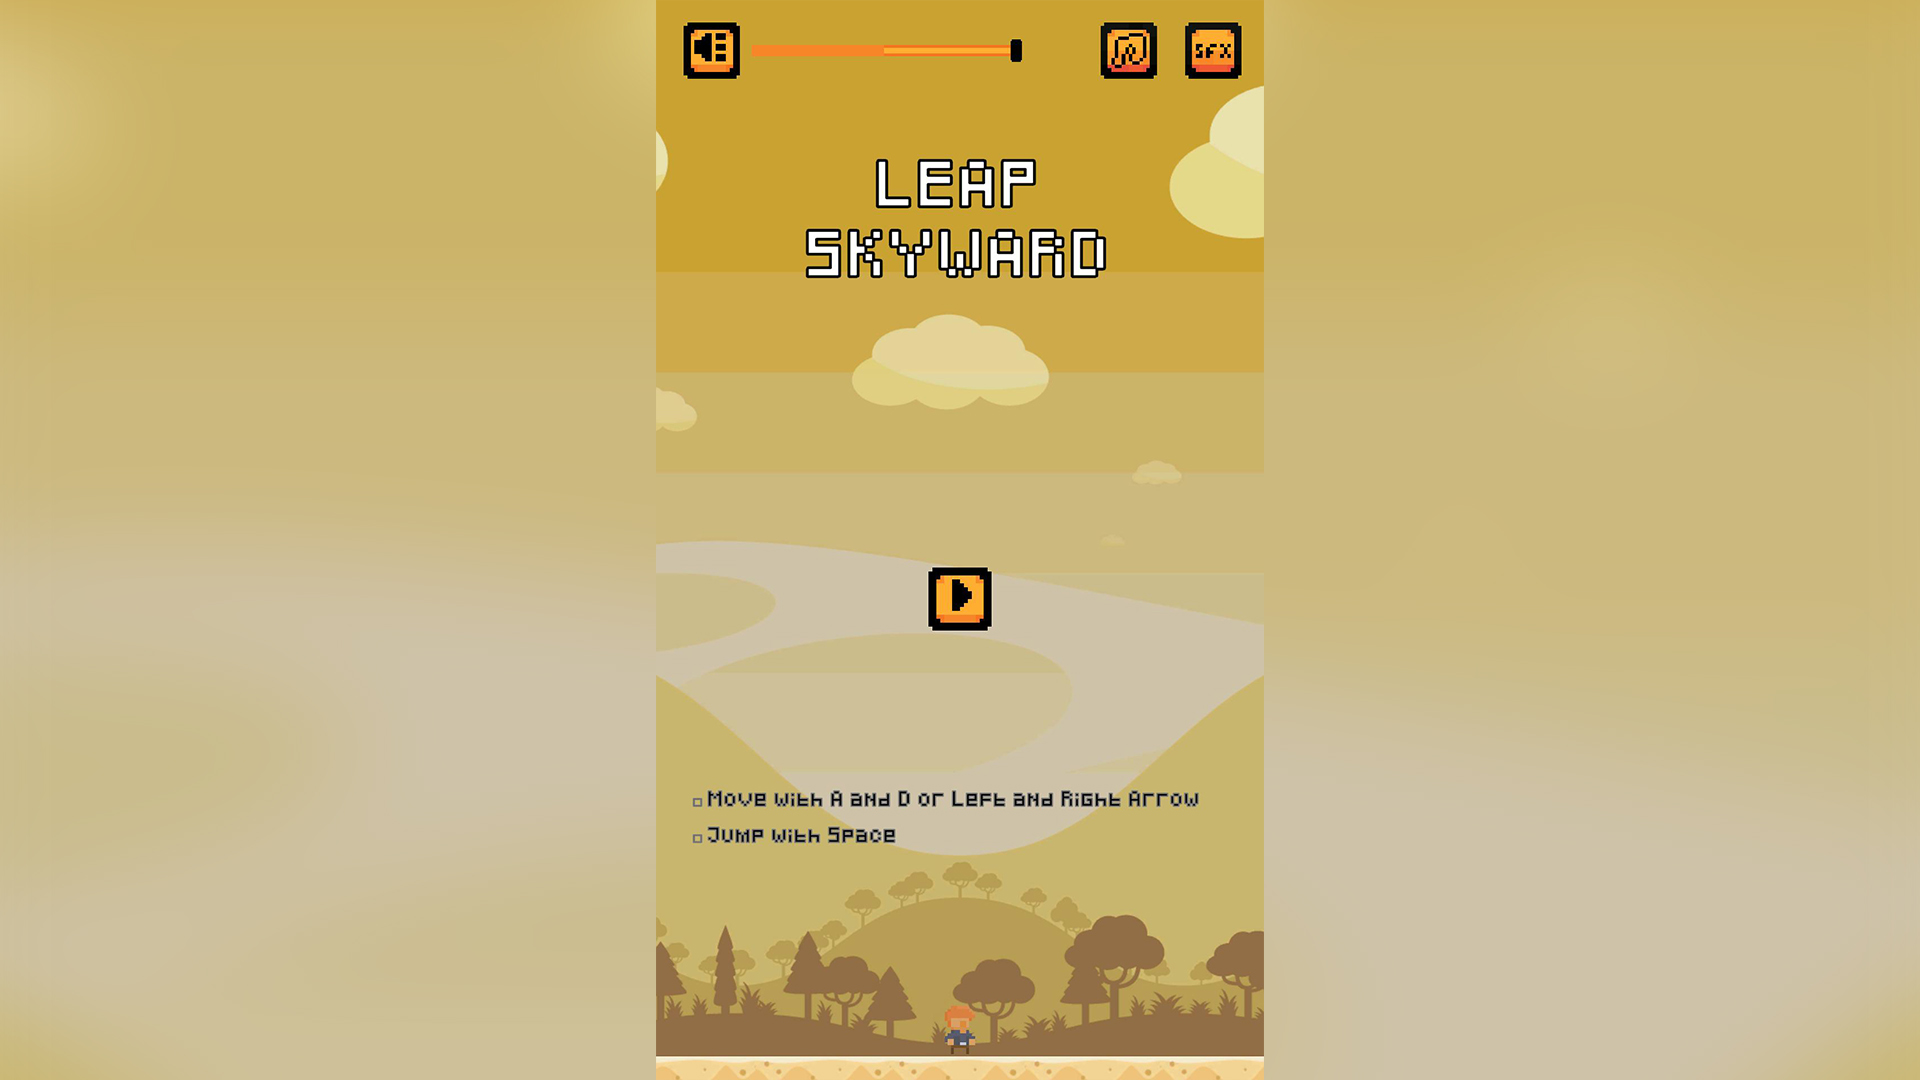 SFX
LEAP
SKYWARD
Move with A and D or Left and Right Arrow
Jump with Space